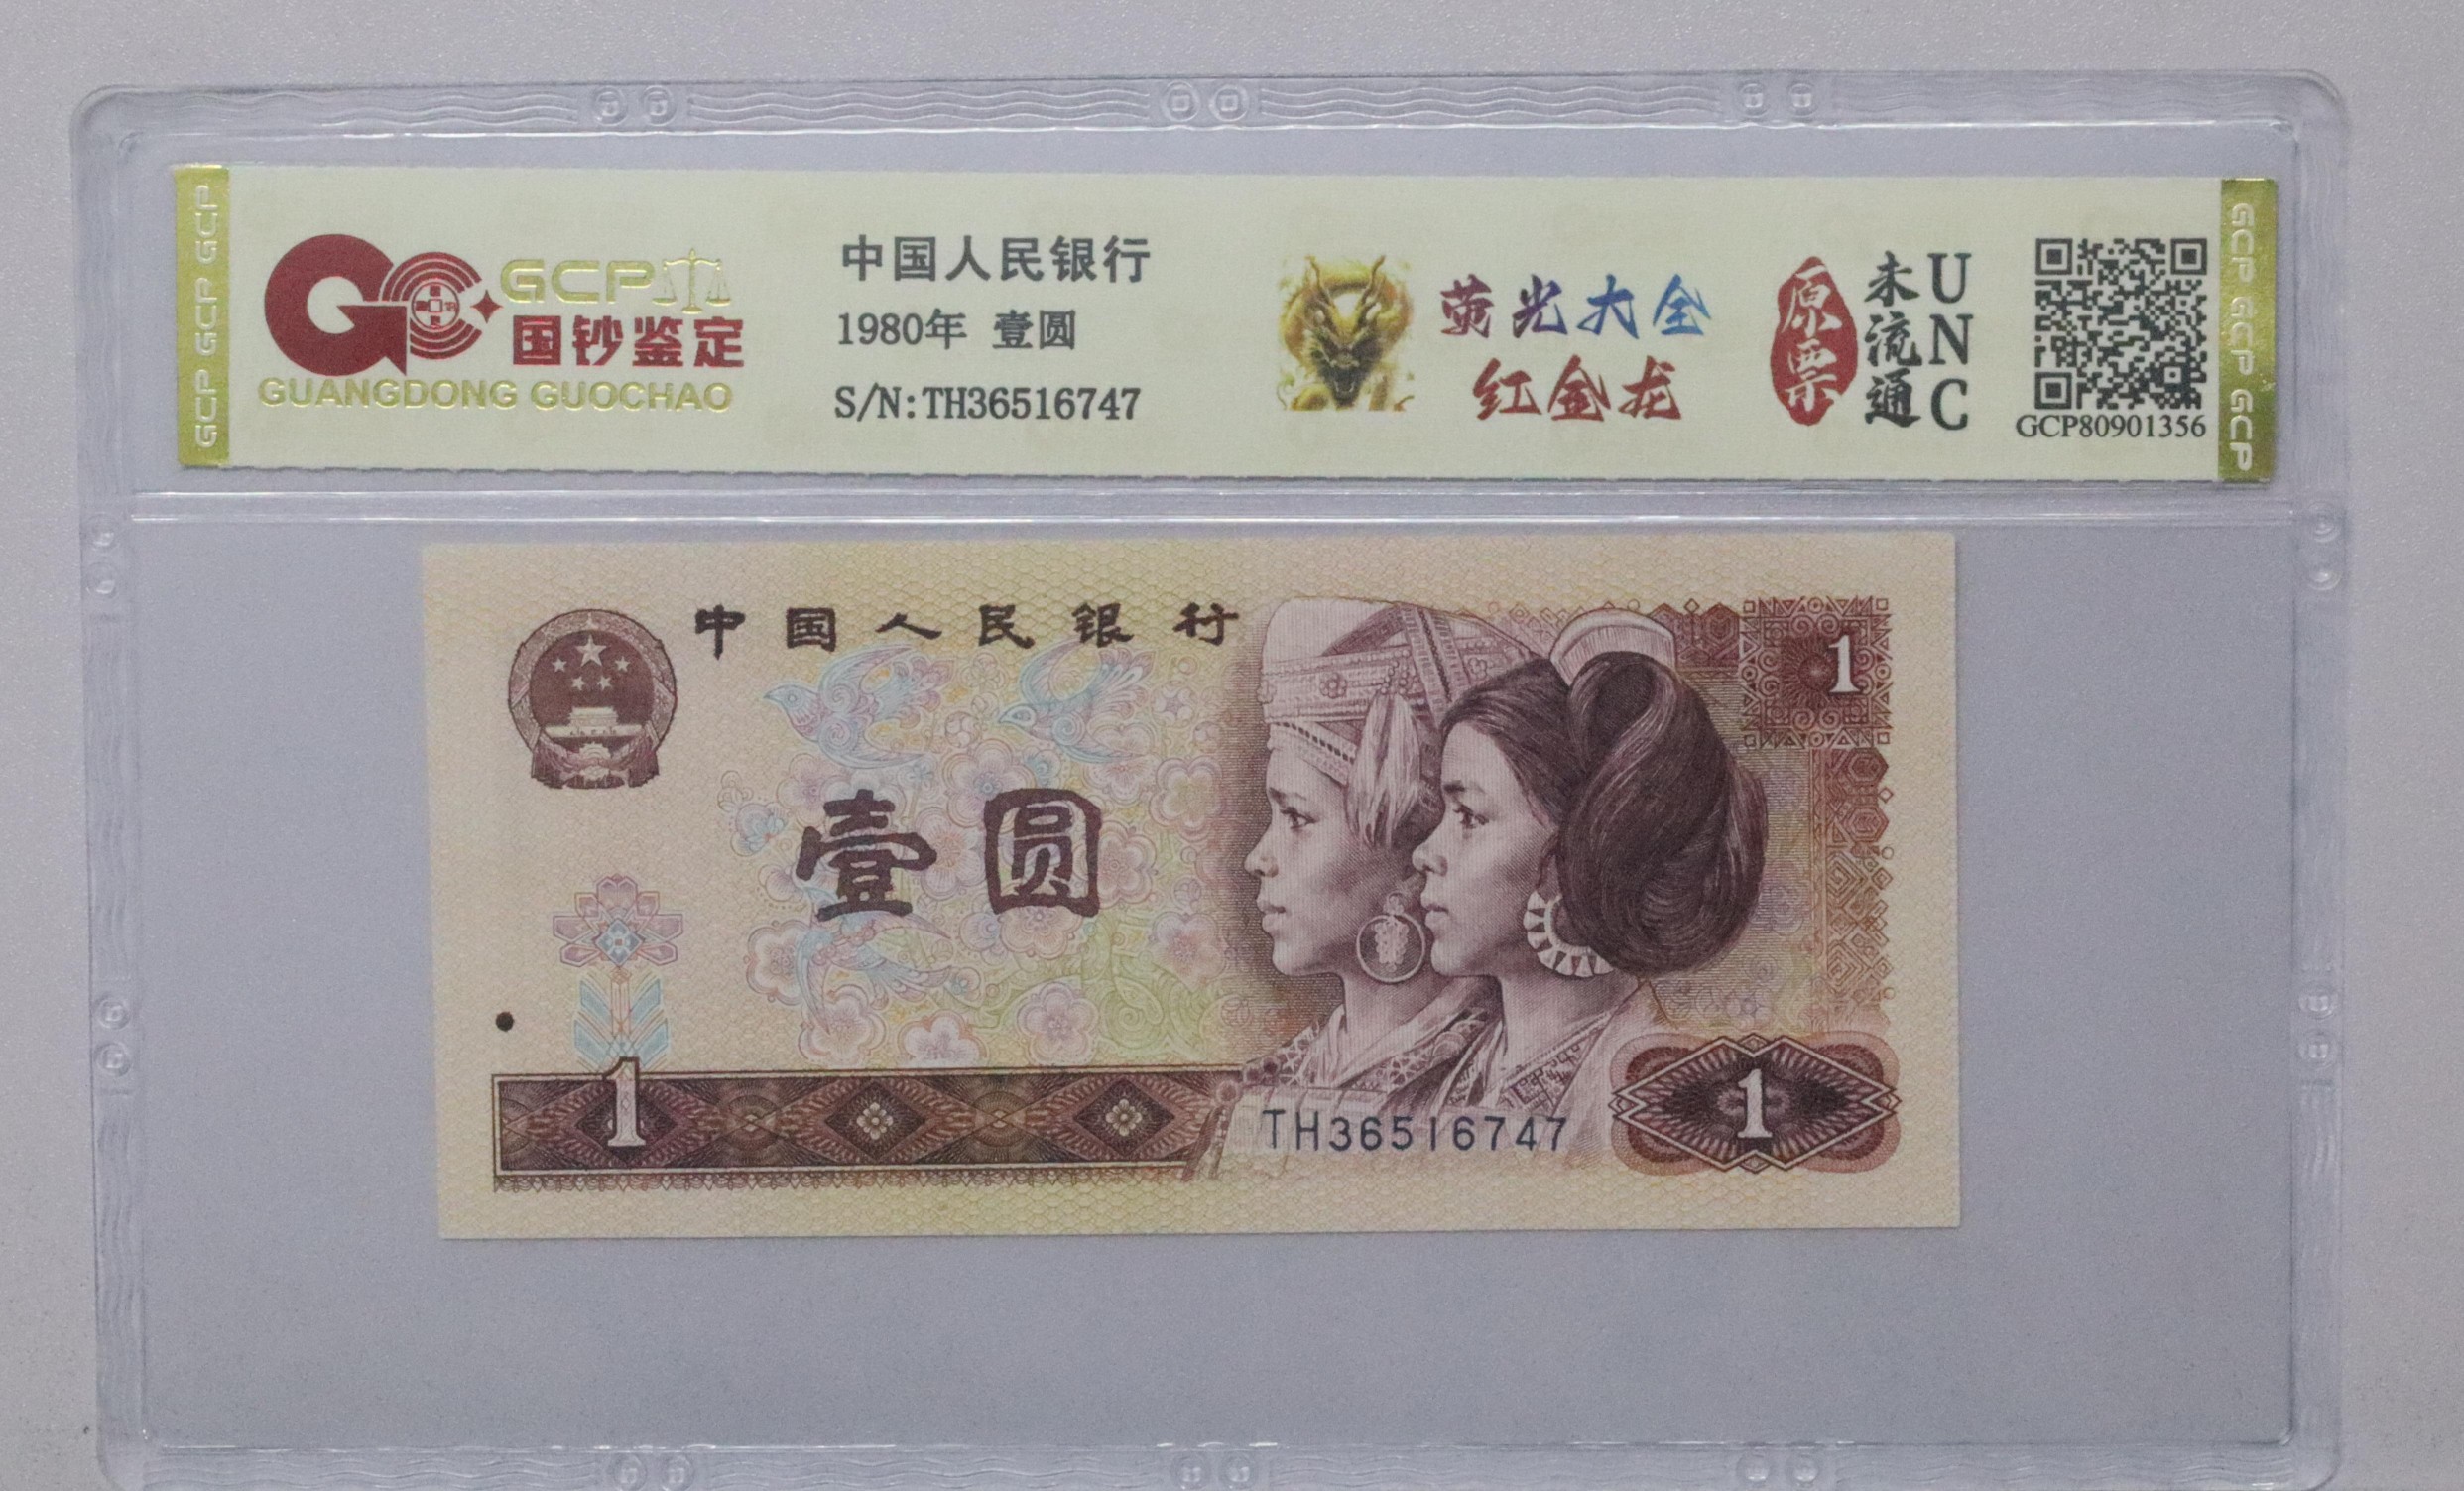 GCP GCP GCP
GCP
国钞鉴定
GUANGDONG GUOCHAO
中国人民银行
1980年 壹圆
S/N:TH36516747
荧光大全
红金龙
原票
未流通
UNC
GCP80901356
GCP GCP GCP
中国人民银行
1
壹圆
1
TH36516747
1